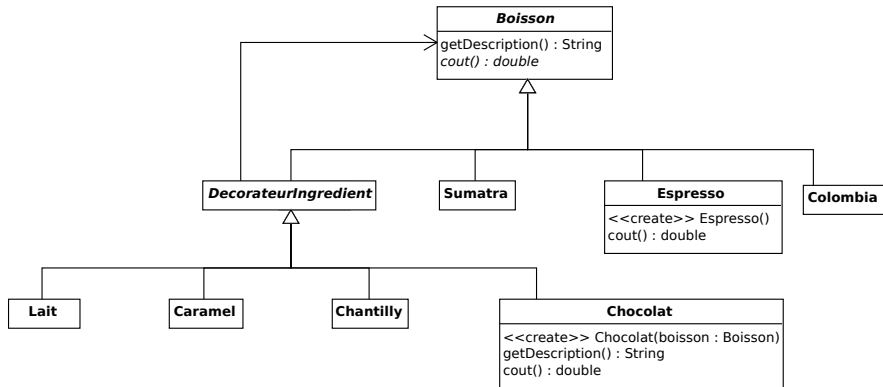 Boisson
getDescription() : String
cout() : double
DecorateurIngredient
Sumatra
Espresso
<<create>> Espresso()
cout() : double
Colombia
Lait
Caramel
Chantilly
Chocolat
<<create>> Chocolat(boisson : Boisson)
getDescription() : String
cout() : double